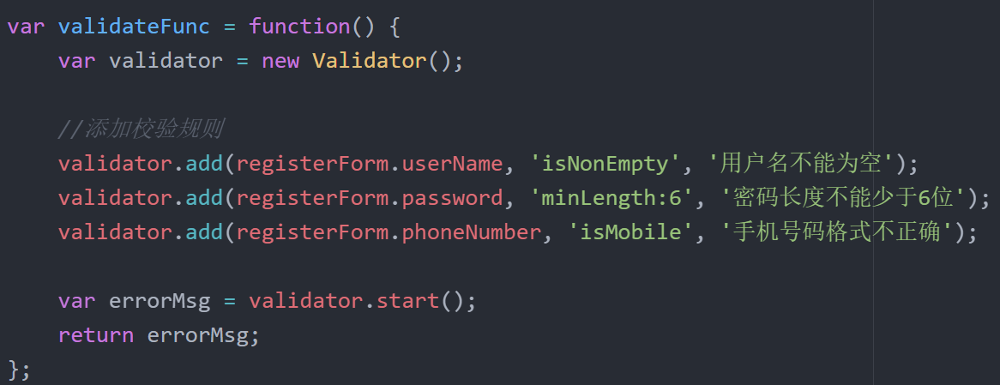 var validateFunc = function() {
var validator = new Validator();
//添加校验规则
validator.add(registerForm.userName, 'isNonEmpty', '用户名不能为空');
validator.add(registerForm.password, 'minLength:6', '密码长度不能少于6位');
validator.add(registerForm.phoneNumber, 'isMobile', '手机号码格式不正确');
var errorMsg = validator.start();
return errorMsg;
};